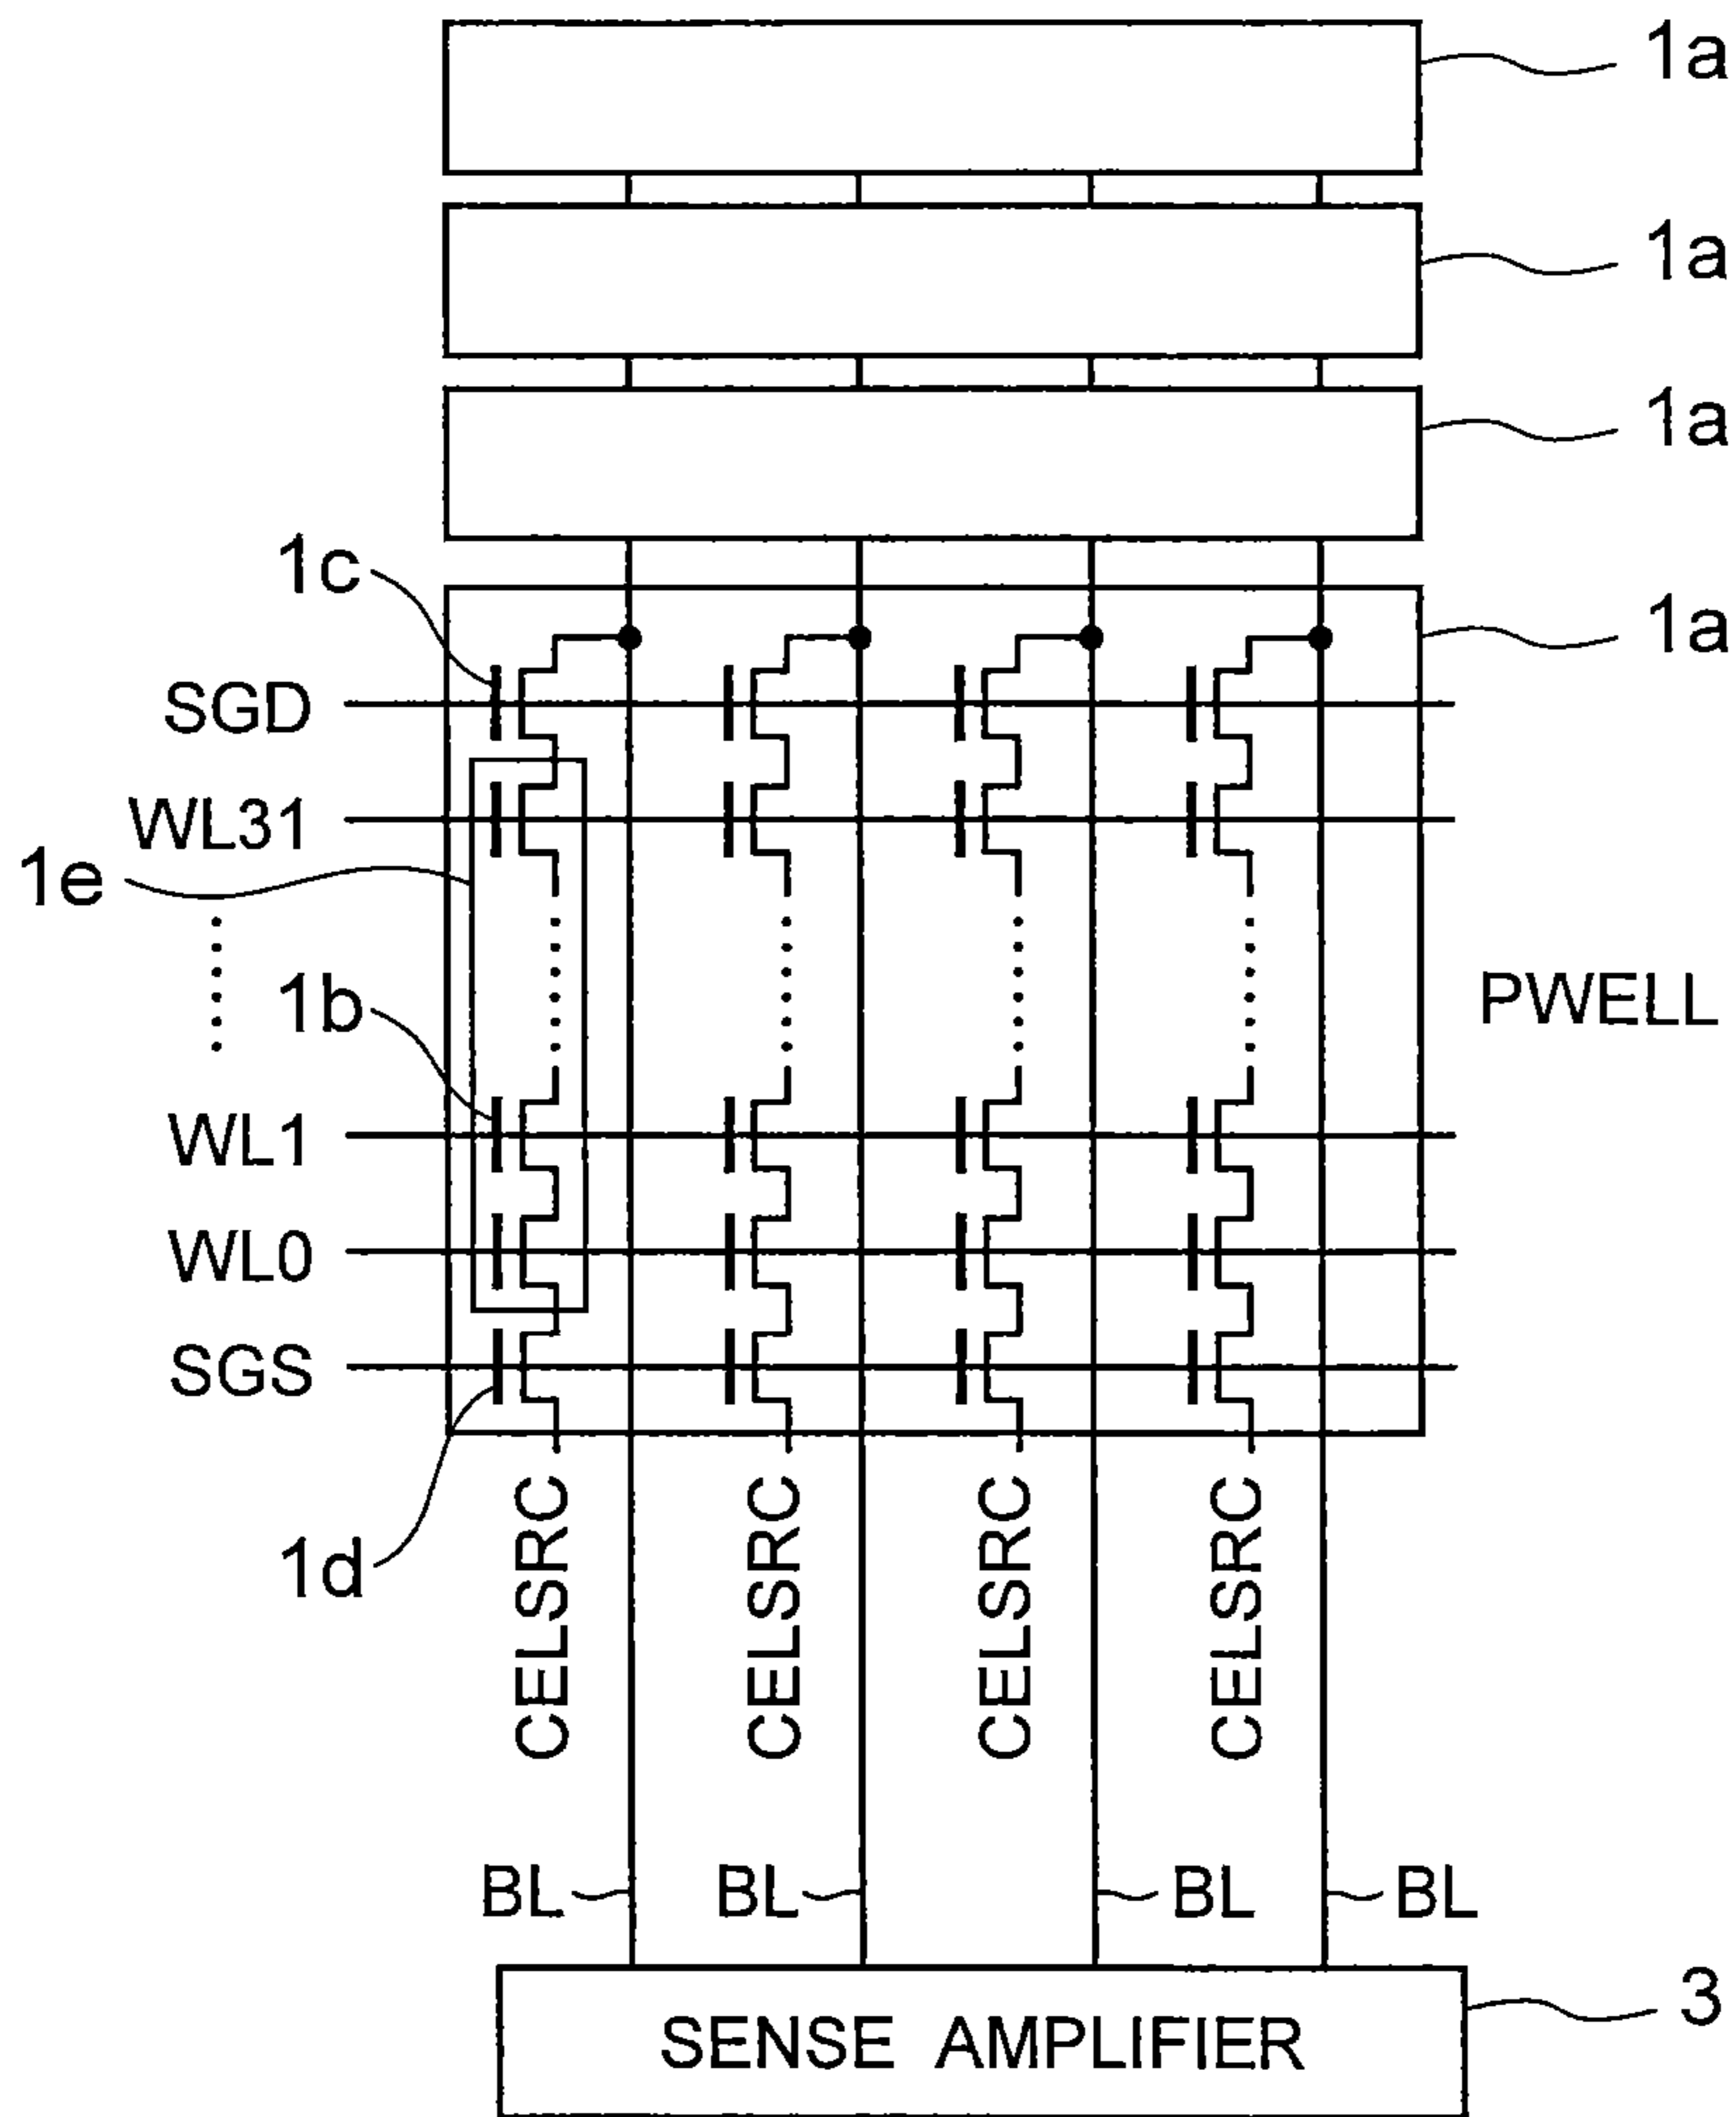 1a
1a
1a
1c
1a
SGD
WL31
1e
1b
PWELL
WL1
WL0
SGS
1d
CELSRC
CELSRC
CELSRC
CELSRC
BL
BL
BL
BL
SENSE AMPLIFIER
3